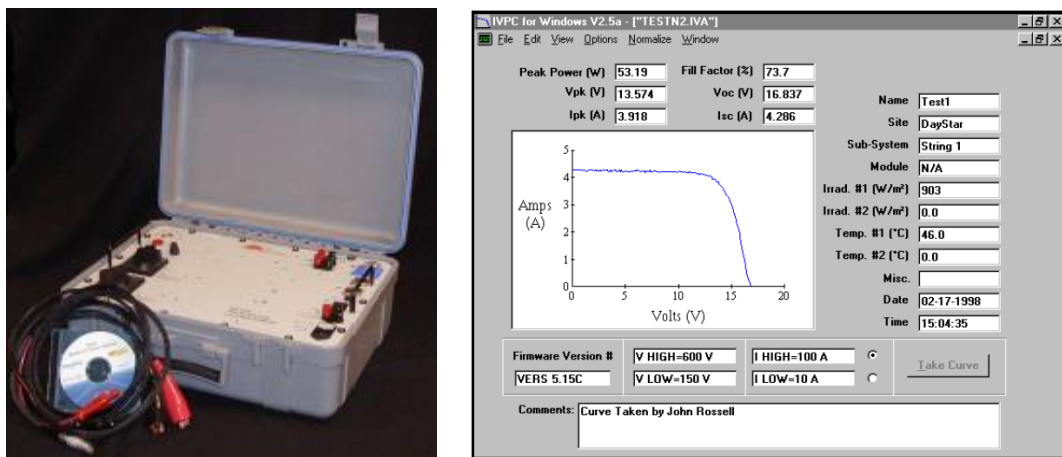 IVPC for Windows V2.5a - ["TESTN2.IVA"]
File Edit View Options Normalize Window
Peak Power (W) 53.19 Fill Factor (%) 73.7
Vpk (V) 13.574 Voc (V) 16.837
Ipk (A) 3.918 Isc (A) 4.286
Name Test1
Site DayStar
Sub-System String 1
Module N/A
Irrad. #1 (W/m²) 903
Irrad. #2 (W/m²) 0.0
Temp. #1 (°C) 46.0
Temp. #2 (°C) 0.0
Misc.
Date 02-17-1998
Time 15:04:35
5
4
3
2
1
0
Amps
(A)
0 5 10 15 20
Volts (V)
Firmware Version # V HIGH=600 V I HIGH=100 A
VERS 5.15C V LOW=150 V I LOW=10 A
Take Curve
Comments: Curve Taken by John Rossell